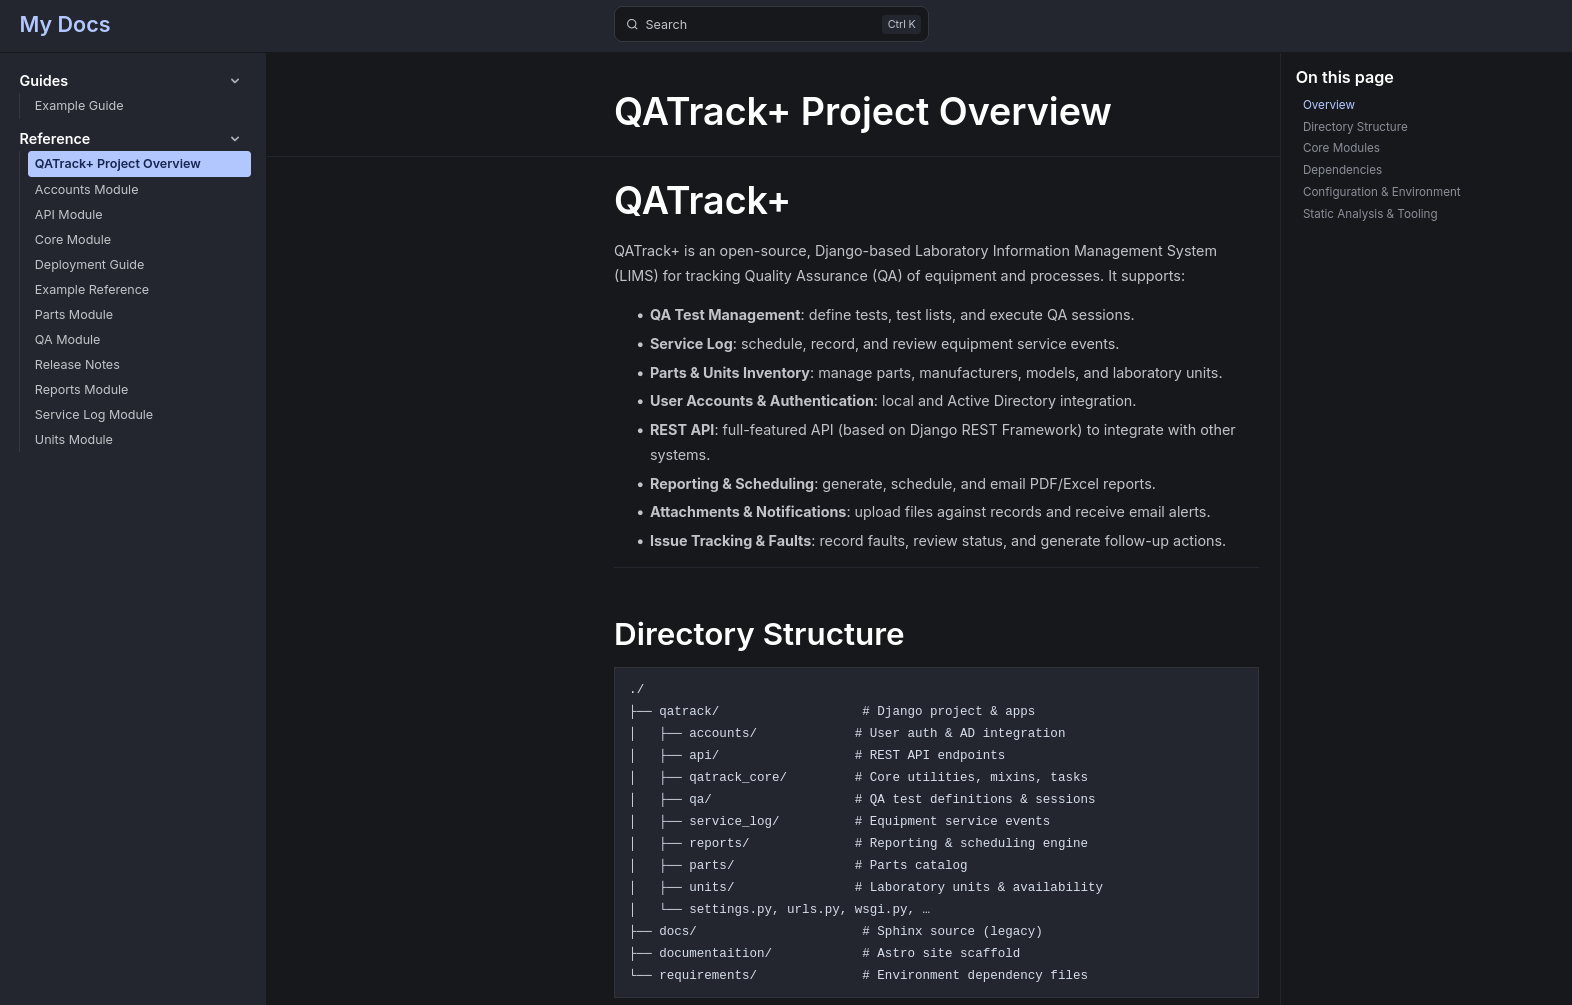 My Docs
Search
Ctrl K
Guides
Example Guide
Reference
QATrack+ Project Overview
Accounts Module
API Module
Core Module
Deployment Guide
Example Reference
Parts Module
QA Module
Release Notes
Reports Module
Service Log Module
Units Module
QATrack+ Project Overview
QATrack+
QATrack+ is an open-source, Django-based Laboratory Information Management System
(LIMS) for tracking Quality Assurance (QA) of equipment and processes. It supports:
• QA Test Management: define tests, test lists, and execute QA sessions.
• Service Log: schedule, record, and review equipment service events.
• Parts & Units Inventory: manage parts, manufacturers, models, and laboratory units.
• User Accounts & Authentication: local and Active Directory integration.
• REST API: full-featured API (based on Django REST Framework) to integrate with other
systems.
• Reporting & Scheduling: generate, schedule, and email PDF/Excel reports.
• Attachments & Notifications: upload files against records and receive email alerts.
• Issue Tracking & Faults: record faults, review status, and generate follow-up actions.
Directory Structure
./
├── qatrack/                   # Django project & apps
│   ├── accounts/             # User auth & AD integration
│   ├── api/                  # REST API endpoints
│   ├── qatrack_core/         # Core utilities, mixins, tasks
│   ├── qa/                   # QA test definitions & sessions
│   ├── service_log/          # Equipment service events
│   ├── reports/              # Reporting & scheduling engine
│   ├── parts/                # Parts catalog
│   ├── units/                # Laboratory units & availability
│   └── settings.py, urls.py, wsgi.py, …
├── docs/                      # Sphinx source (legacy)
├── documentaition/            # Astro site scaffold
└── requirements/              # Environment dependency files
On this page
Overview
Directory Structure
Core Modules
Dependencies
Configuration & Environment
Static Analysis & Tooling